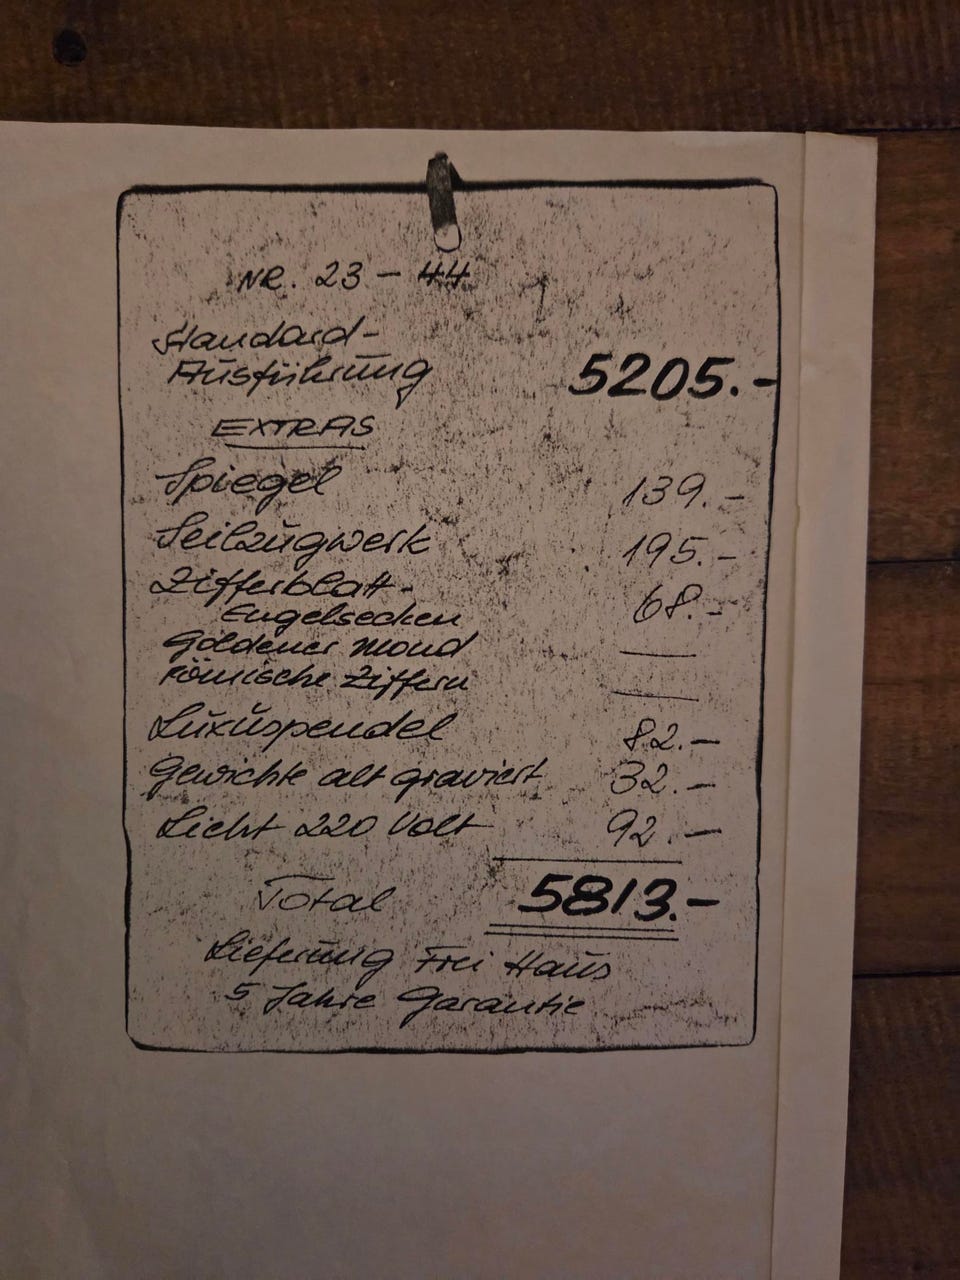 NR. 23 - 44
Standard-
Ausführung 5205.-
EXTRAS
Spiegel 139.-
Seilzugwerk 195.-
Zifferblatt- 68.-
Engelsecken
Goldener Mond —
Römische Ziffern —
Luxuspendel 82.-
Gewichte alt graviert 32.-
Licht 220 Volt 92.-
Total 5813.-
Lieferung Frei Haus
5 Jahre Garantie